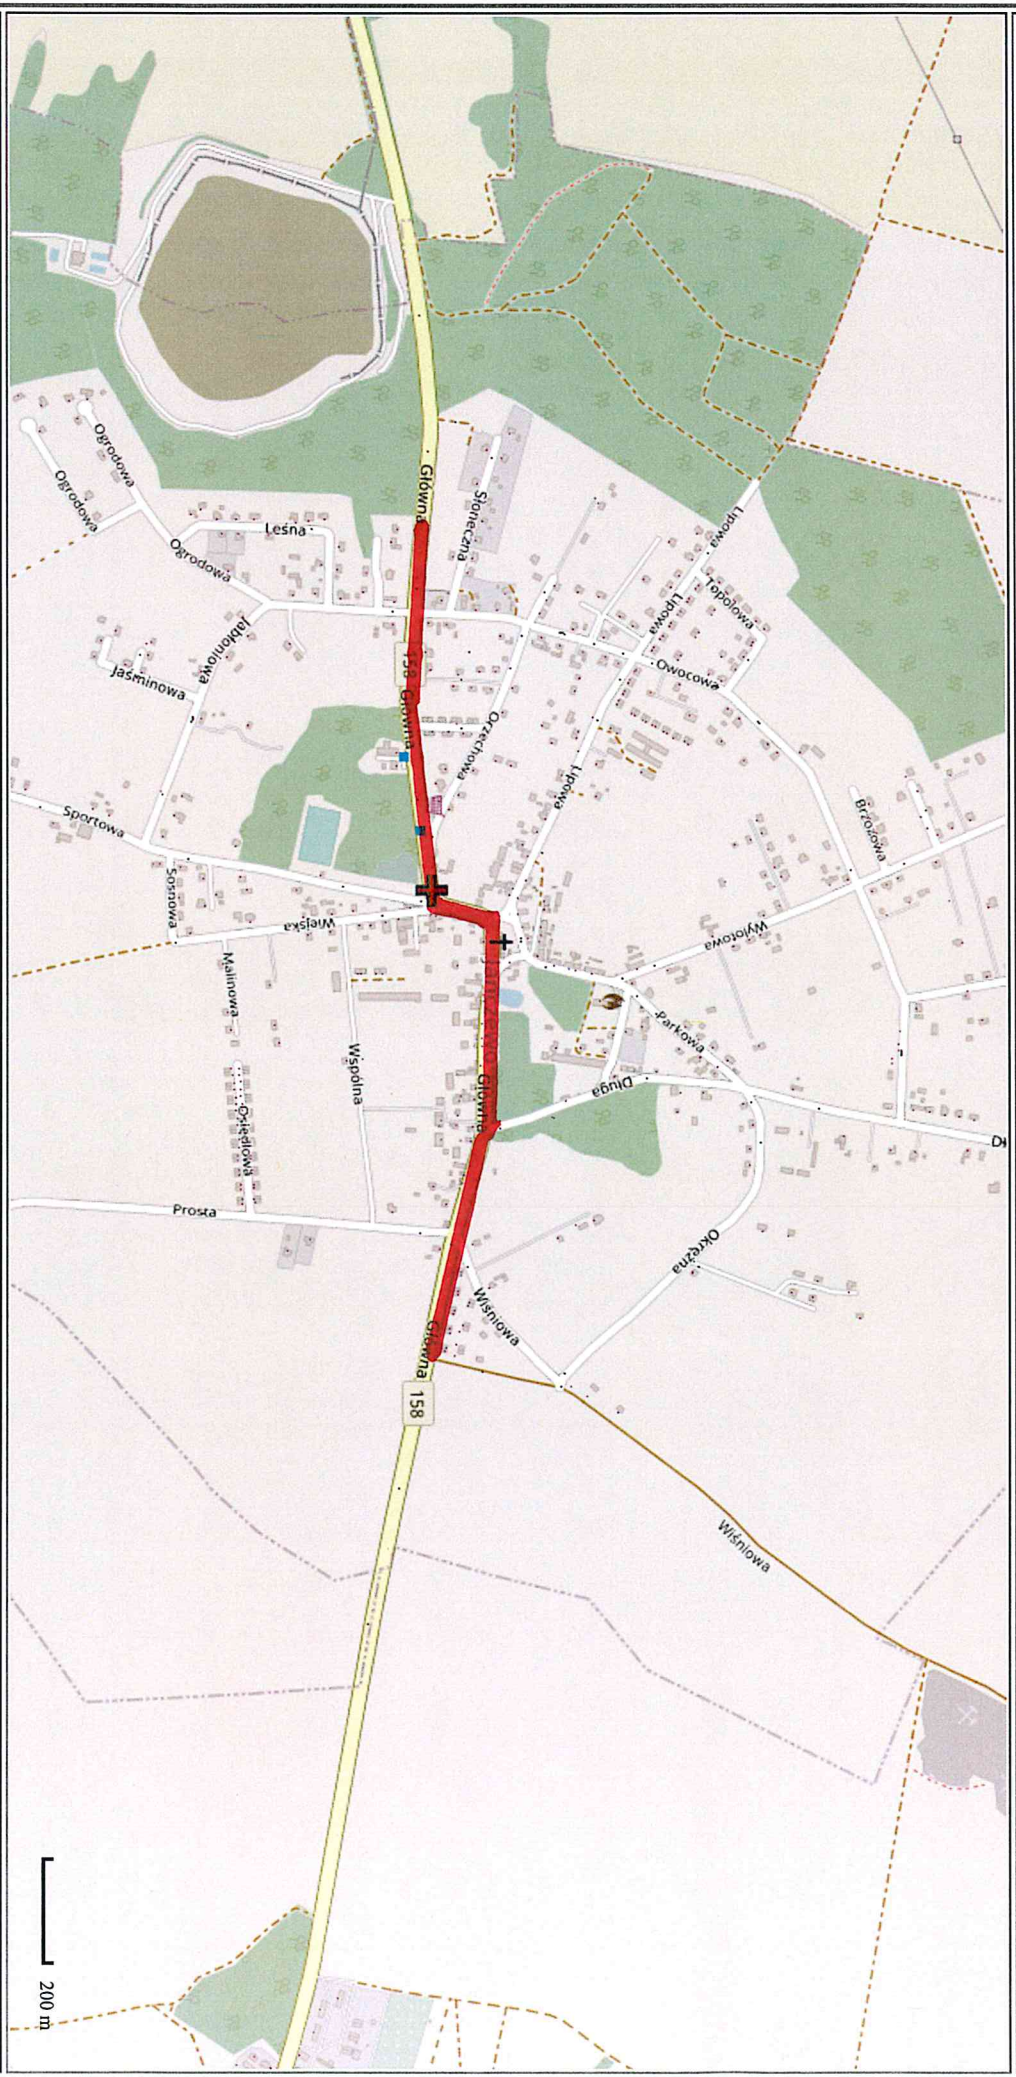 Główna
Słoneczna
Ogrodowa
Ogrodowa
Leśna
Ogrodowa
Lipowa
Topolowa
Lipowa
Jabłoniowa
Jaśminowa
158
Owocowa
Główna
Orzechowa
Lipowa
Sportowa
Brzozowa
Sosnowa
Wiejska
Wylotowa
Malinowa
Parkowa
Wspólna
Główna
Długa
Osiedlowa
Prosta
Okrężna
Wiśniowa
Główna
158
Wiśniowa
200 m